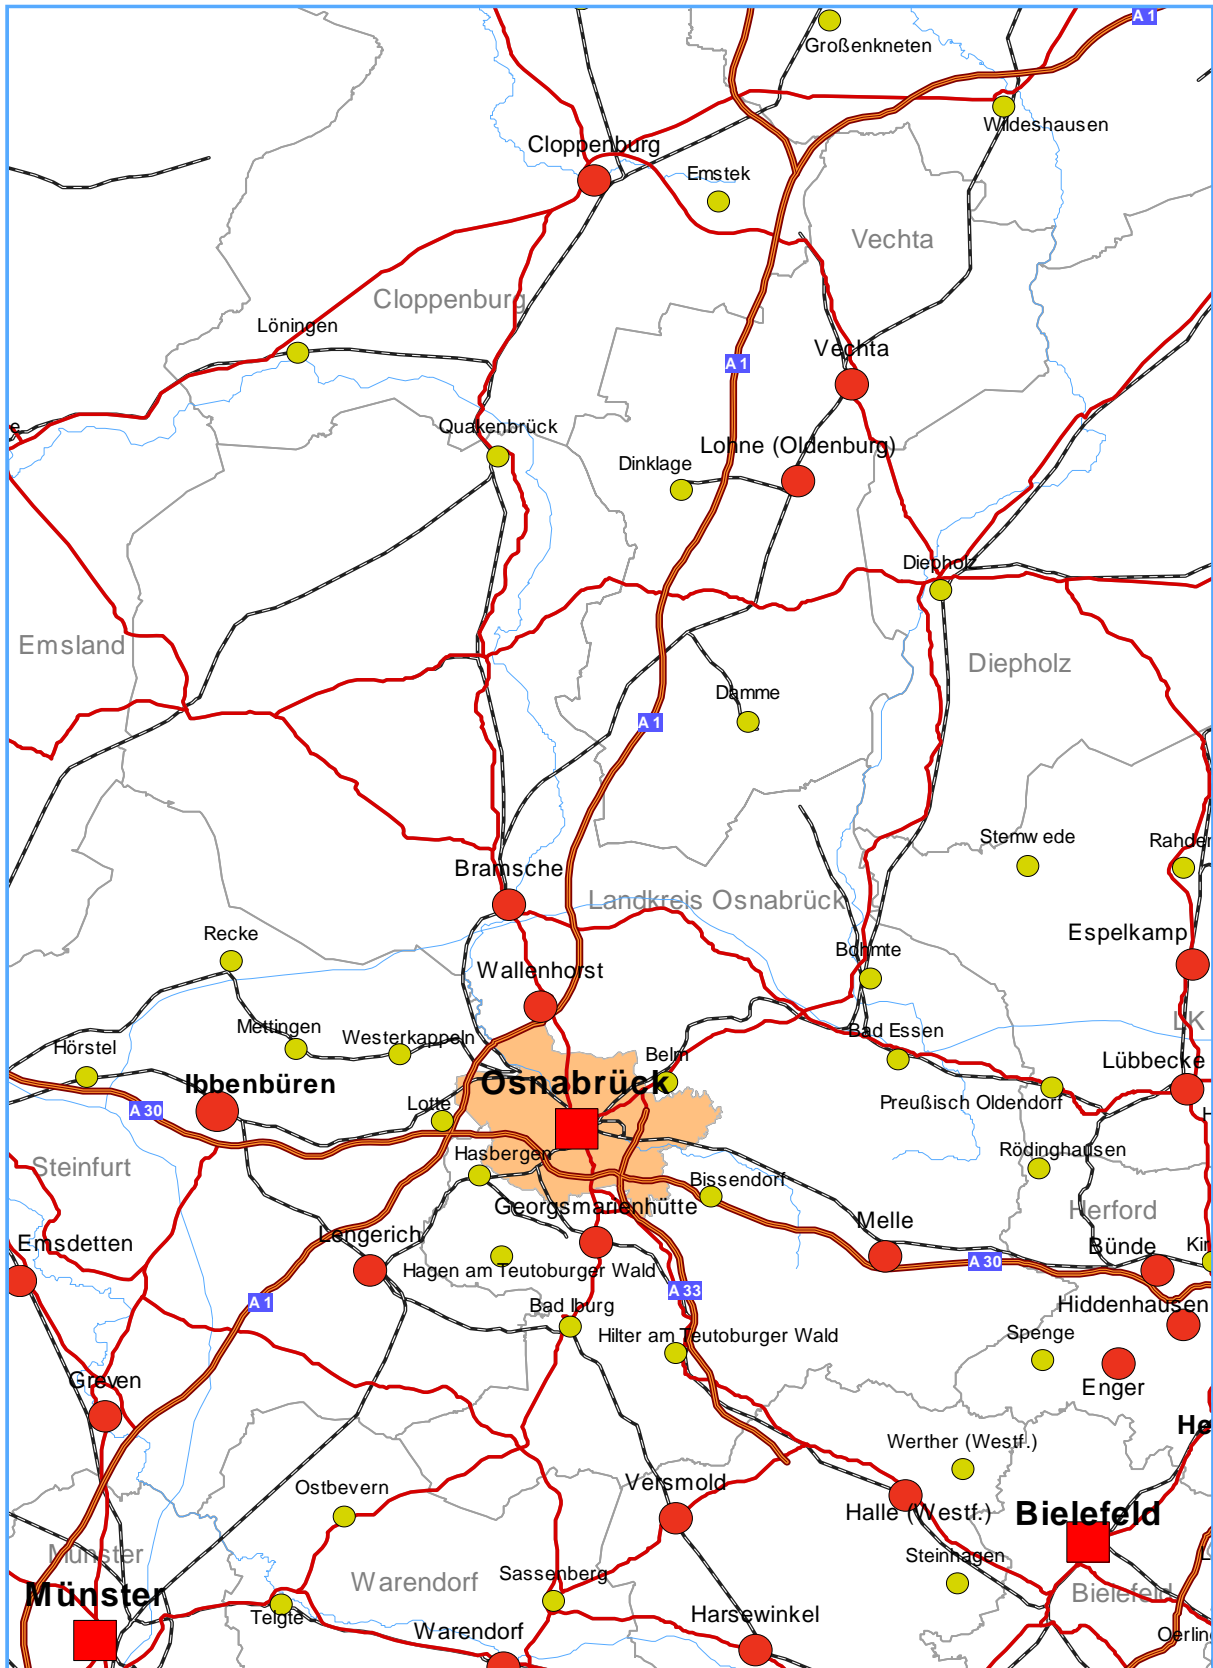 A 1
Großenkneten
Wildeshausen
Cloppenburg
Emstek
Vechta
Cloppenburg
Löningen
Vechta
A 1
Quakenbrück
Lohne (Oldenburg)
Dinklage
Diepholz
Emsland
Diepholz
Damme
A 1
Stemwede
Rahden
Bramsche
Landkreis Osnabrück
Recke
Espelkamp
Bohmte
Wallenhorst
LK
Mettingen
Westerkappeln
Bad Essen
Hörstel
Belm
Lübbecke
Ibbenbüren
Osnabrück
Preußisch Oldendorf
A 30
Lotte
Rödinghausen
Steinfurt
Hasbergen
Bissendorf
Georgsmarienhütte
Herford
Melle
Lengerich
Emsdetten
Bünde
Kir
Hagen am Teutoburger Wald
A 30
A 33
A 1
Bad Iburg
Hiddenhausen
Hilter am Teutoburger Wald
Spenge
Greven
Enger
He
Werther (Westf.)
Versmold
Ostbevern
Halle (Westf.)
Bielefeld
Münster
Steinhagen
Sassenberg
Warendorf
Bielefeld
Münster
Telgte
Harsewinkel
Warendorf
Oerling